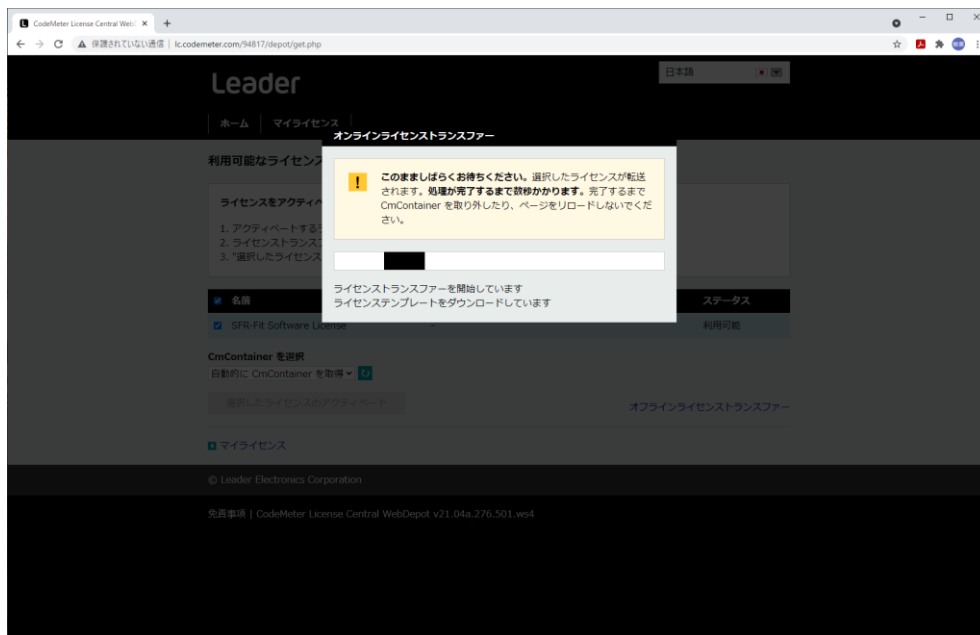 CodeMeter License Central Web
保護されていない通信 | lc.codemeter.com/94817/depot/get.php
Leader
日本語
ホーム マイライセンス
オンラインライセンストランスファー
利用可能なライセンス
このまましばらくお待ちください。選択したライセンスが転送
されます。処理が完了するまで数秒かかります。完了するまで
CmContainer を取り外したり、ページをリロードしないでくだ
さい。
ライセンスをアクティベ
1. アクティベートする
2. ライセンストランスフ
3. "選択したライセンス
ライセンストランスファーを開始しています
ライセンステンプレートをダウンロードしています
名前 ステータス
SFR-Fit Software License - 利用可能
CmContainer を選択
自動的に CmContainer を取得
選択したライセンスのアクティベート
オフラインライセンストランスファー
マイライセンス
© Leader Electronics Corporation
免責事項 | CodeMeter License Central WebDepot v21.04a.276.501.ws4